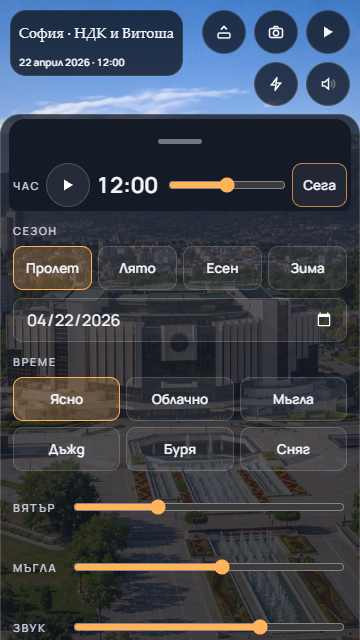 София · НДК и Витоша
22 април 2026 · 12:00
ЧАС
12:00
Сега
СЕЗОН
Пролет
Лято
Есен
Зима
04/22/2026
ВРЕМЕ
Ясно
Облачно
Мъгла
Дъжд
Буря
Сняг
ВЯТЪР
МЪГЛА
ЗВУК